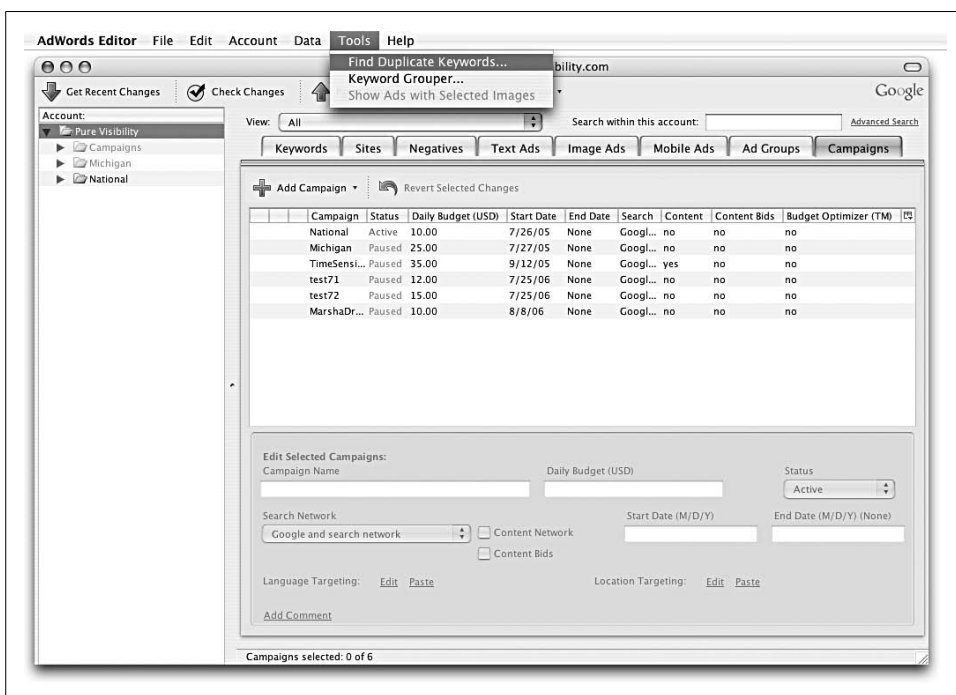 AdWords Editor File Edit Account Data Tools Help
Find Duplicate Keywords...
Keyword Grouper...
Show Ads with Selected Images
bility.com
Get Recent Changes Check Changes
Google
Account:
Pure Visibility
Campaigns
Michigan
National
View: All Search within this account: Advanced Search
Keywords Sites Negatives Text Ads Image Ads Mobile Ads Ad Groups Campaigns
Add Campaign Revert Selected Changes
Campaign Status Daily Budget (USD) Start Date End Date Search Content Content Bids Budget Optimizer (TM)
National Active 10.00 7/26/05 None Googl... no no no
Michigan Paused 25.00 7/27/05 None Googl... no no no
TimeSensi... Paused 35.00 9/12/05 None Googl... yes no no
test71 Paused 12.00 7/25/06 None Googl... no no no
test72 Paused 15.00 7/25/06 None Googl... no no no
MarshaDr... Paused 10.00 8/8/06 None Googl... no no no
Edit Selected Campaigns:
Campaign Name Daily Budget (USD) Status
Active
Search Network Start Date (M/D/Y) End Date (M/D/Y) (None)
Google and search network Content Network
Content Bids
Language Targeting: Edit Paste Location Targeting: Edit Paste
Add Comment
Campaigns selected: 0 of 6